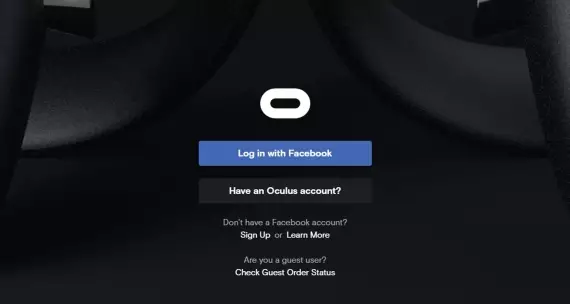 Log in with Facebook
Have an Oculus account?
Don't have a Facebook account?
Sign Up or Learn More
Are you a guest user?
Check Guest Order Status